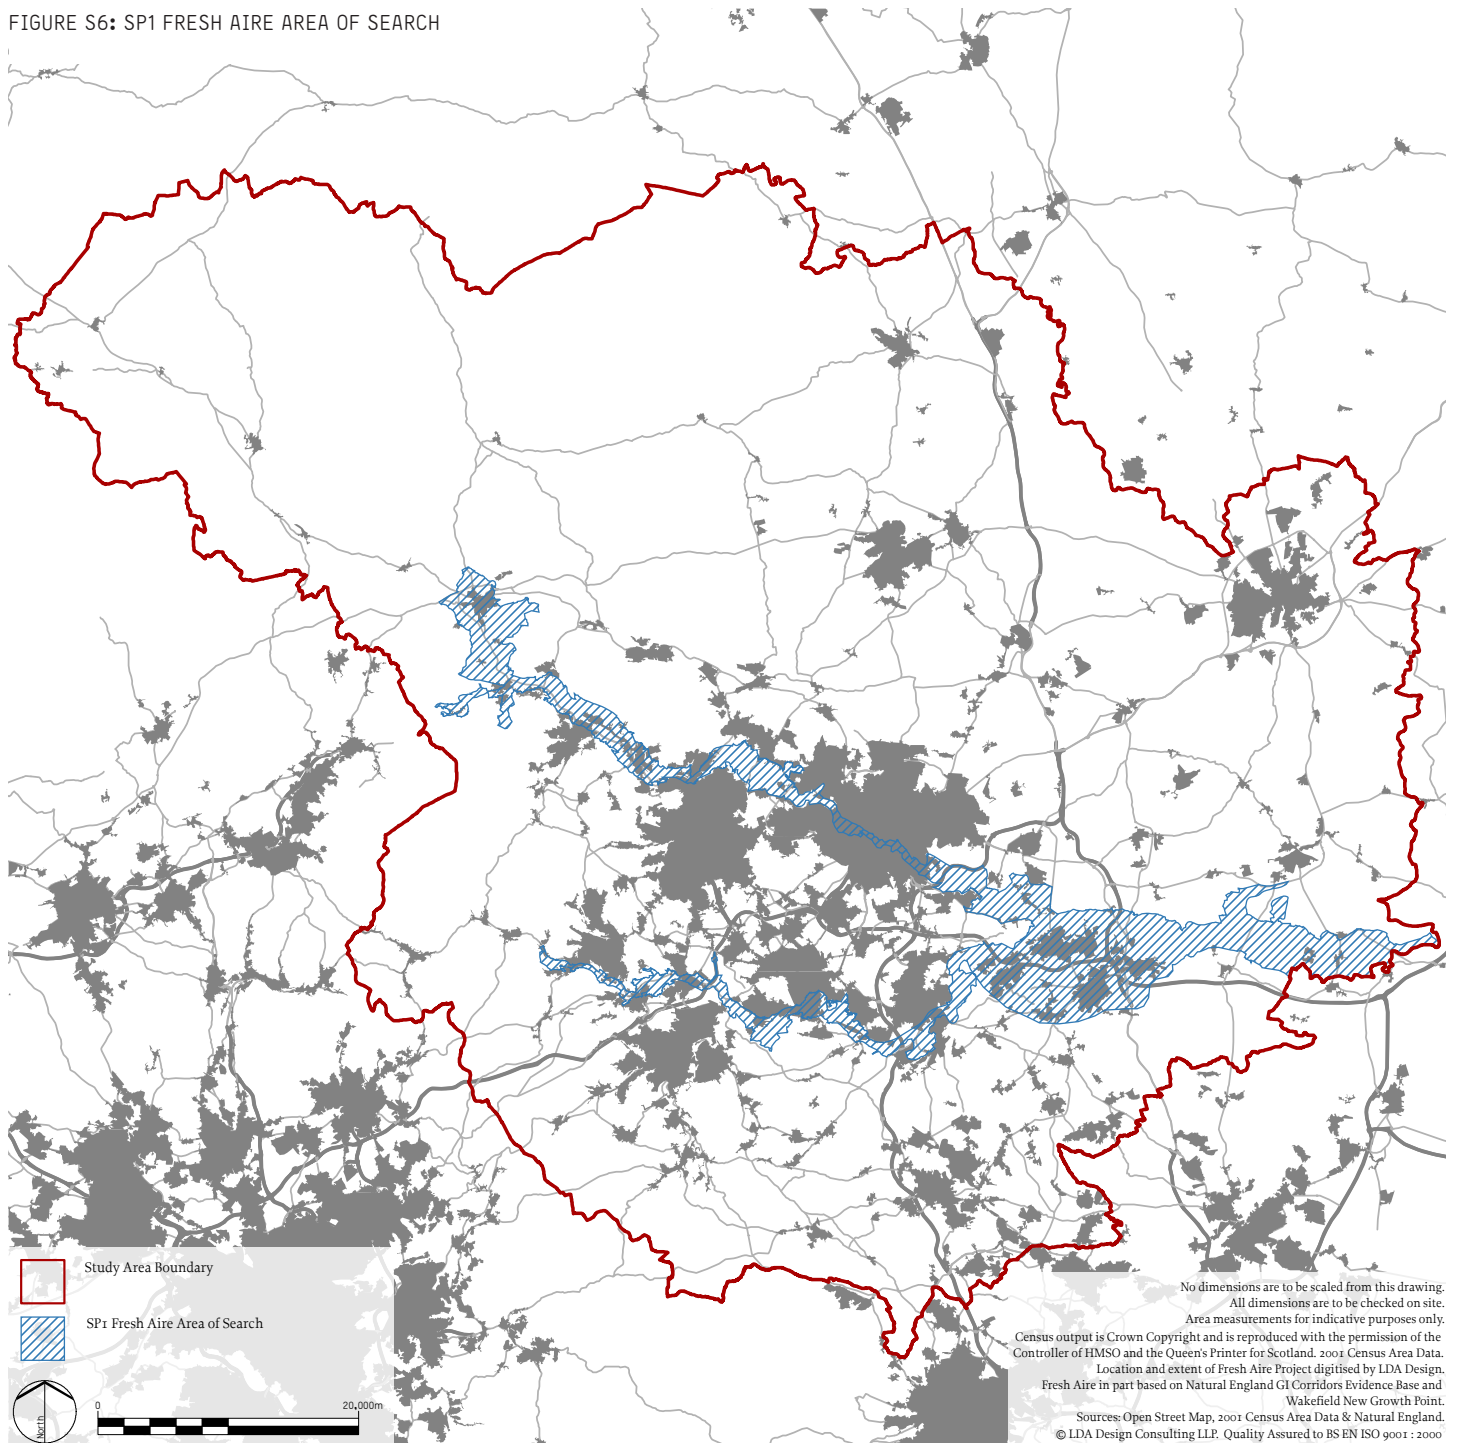 FIGURE S6: SP1 FRESH AIRE AREA OF SEARCH
Study Area Boundary
SP1 Fresh Aire Area of Search
North
0
20,000m
No dimensions are to be scaled from this drawing.
All dimensions are to be checked on site.
Area measurements for indicative purposes only.
Census output is Crown Copyright and is reproduced with the permission of the
Controller of HMSO and the Queen's Printer for Scotland. 2001 Census Area Data.
Location and extent of Fresh Aire Project digitised by LDA Design.
Fresh Aire in part based on Natural England GI Corridors Evidence Base and
Wakefield New Growth Point.
Sources: Open Street Map, 2001 Census Area Data & Natural England.
© LDA Design Consulting LLP. Quality Assured to BS EN ISO 9001 : 2000